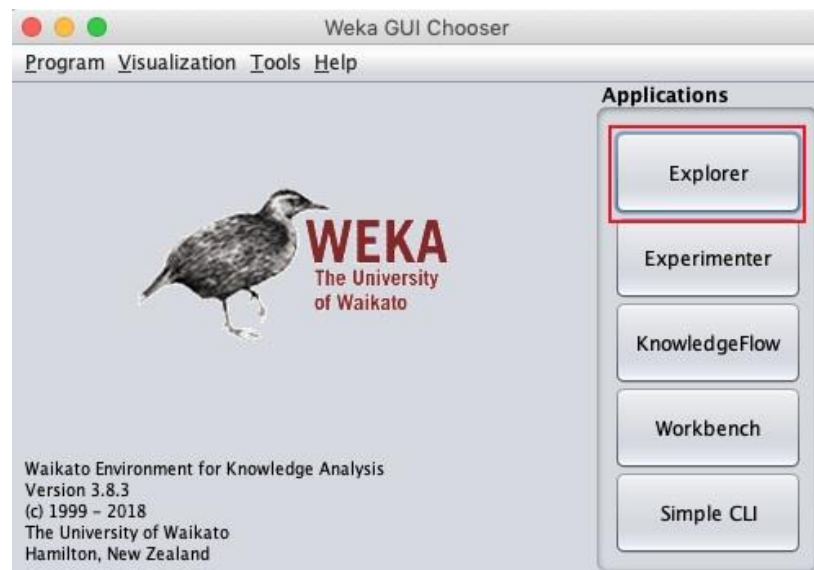 Weka GUI Chooser
Program Visualization Tools Help
Applications
Explorer
Experimenter
KnowledgeFlow
Workbench
Simple CLI
WEKA
The University
of Waikato
Waikato Environment for Knowledge Analysis
Version 3.8.3
(c) 1999 – 2018
The University of Waikato
Hamilton, New Zealand